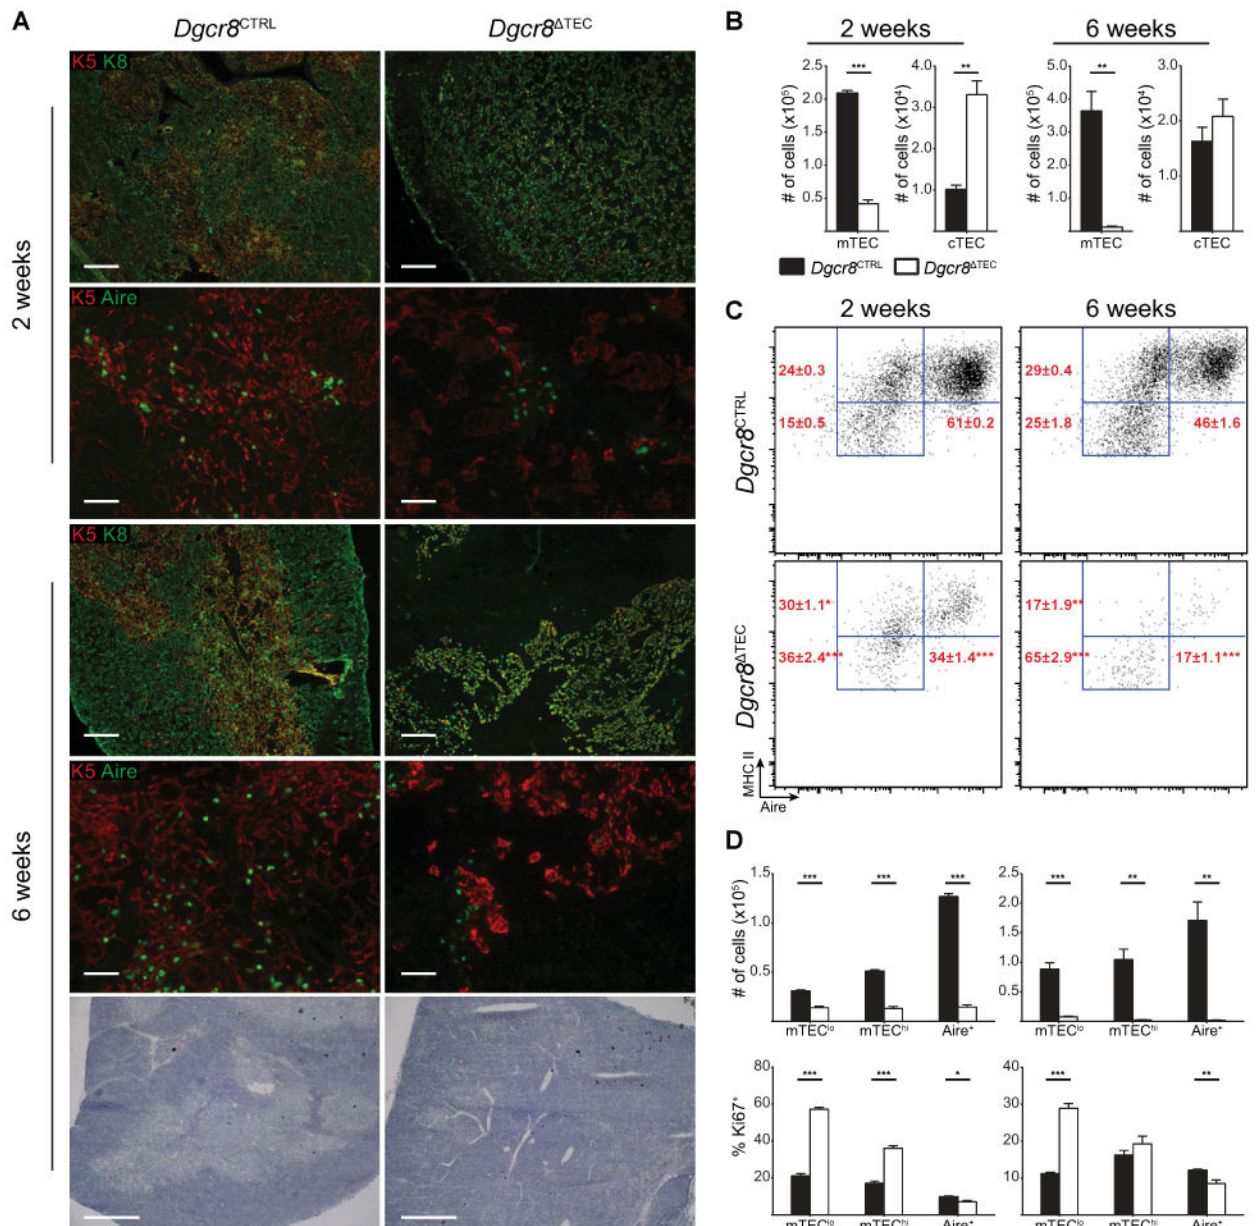 A
Dgcr8CTRL
Dgcr8ΔTEC
2 weeks
K5 K8
K5 Aire
6 weeks
K5 K8
K5 Aire
B
2 weeks
6 weeks
# of cells (x10⁵)
2.5
2.0
1.5
1.0
0.5
***
mTEC
# of cells (x10⁴)
4.0
3.0
2.0
1.0
**
cTEC
# of cells (x10⁵)
5.0
4.0
3.0
2.0
1.0
**
mTEC
# of cells (x10⁴)
3.0
2.0
1.0
cTEC
Dgcr8CTRL
Dgcr8ΔTEC
C
2 weeks
6 weeks
Dgcr8CTRL
24±0.3
15±0.5
61±0.2
29±0.4
25±1.8
46±1.6
Dgcr8ΔTEC
30±1.1*
36±2.4***
34±1.4***
17±1.9**
65±2.9***
17±1.1***
MHC II
Aire
D
# of cells (x10⁵)
1.5
1.0
0.5
*** *** ***
mTEClo mTEChi Aire⁺
2.5
2.0
1.5
1.0
0.5
*** ** **
mTEClo mTEChi Aire⁺
% Ki67⁺
80
60
40
20
*** *** *
mTEClo mTEChi Aire⁺
40
30
20
10
*** **
mTEClo mTEChi Aire⁺